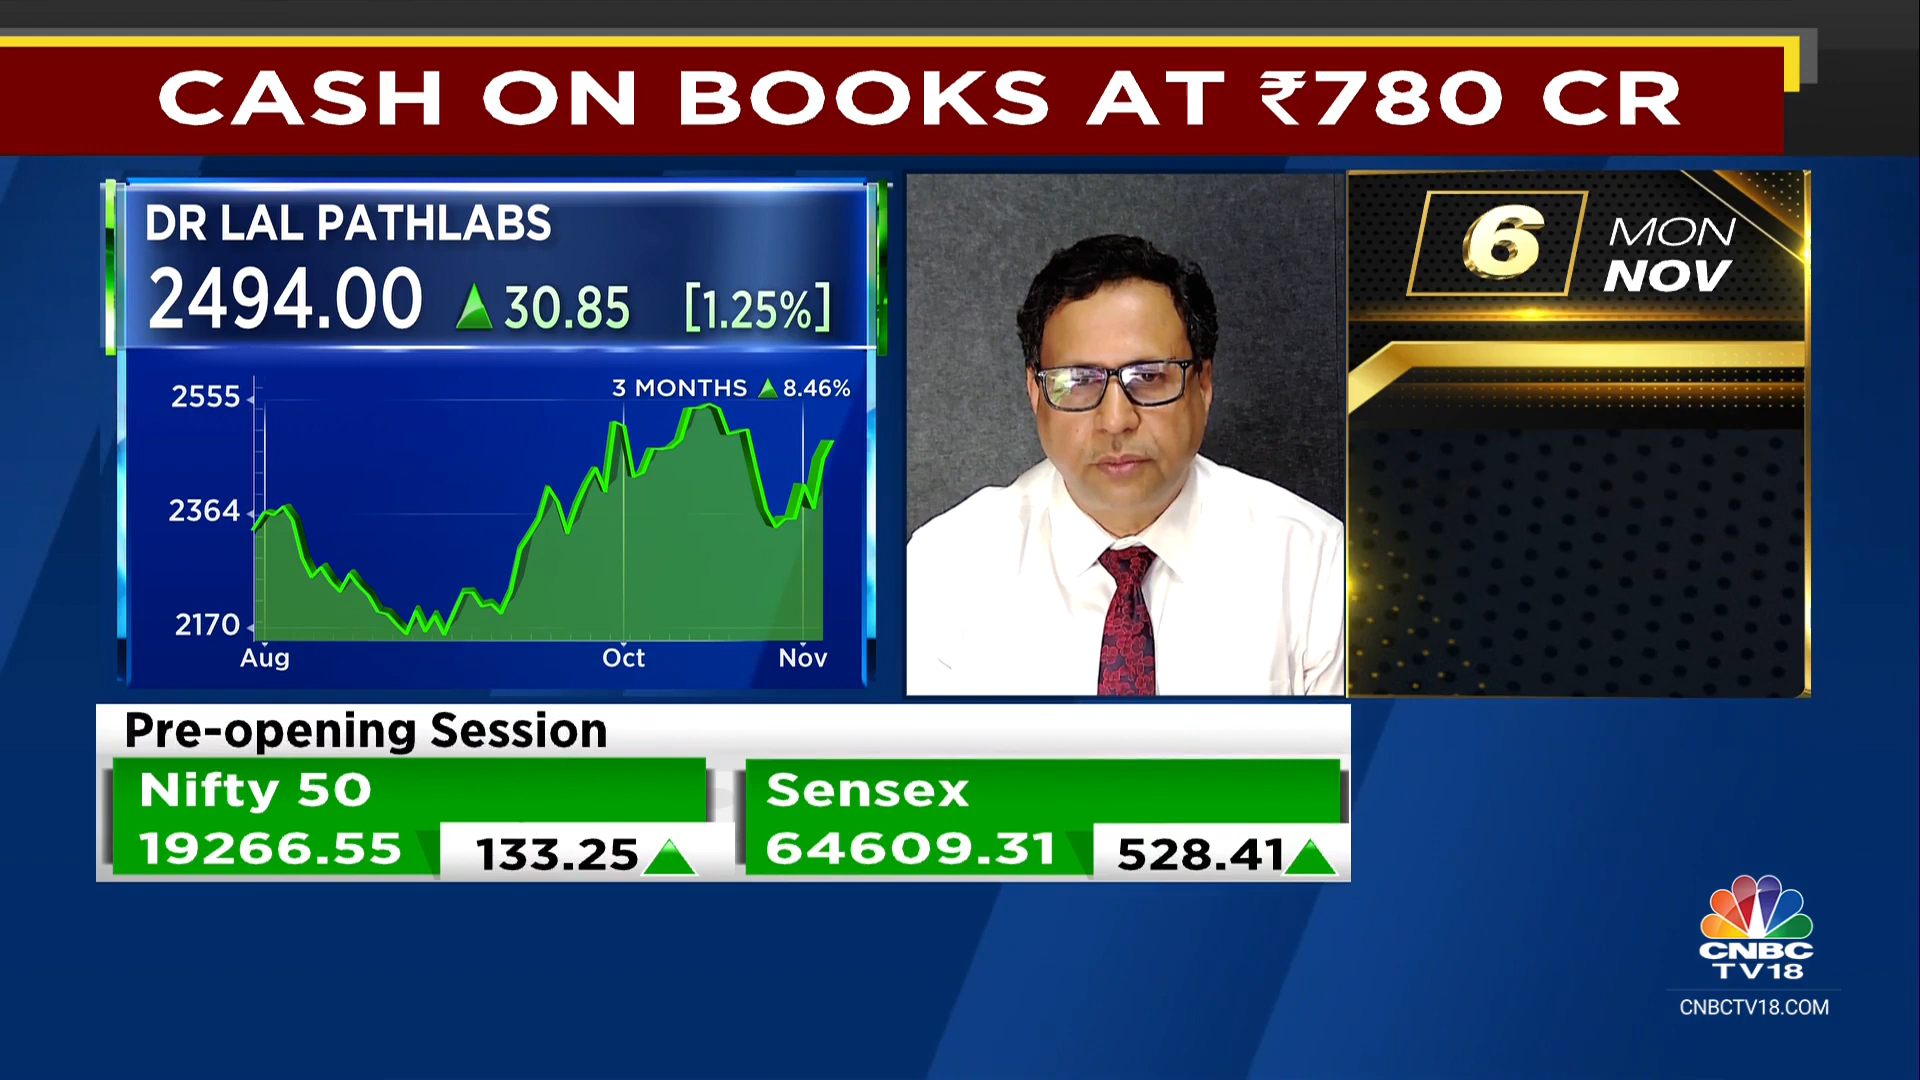 CASH ON BOOKS AT ₹780 CR
DR LAL PATHLABS
2494.00 ▲ 30.85 [1.25%]
3 MONTHS ▲ 8.46%
2555
2364
2170
Aug Oct Nov
6 MON
NOV
Pre-opening Session
Nifty 50
19266.55 133.25 ▲
Sensex
64609.31 528.41 ▲
CNBC
TV18
CNBCTV18.COM